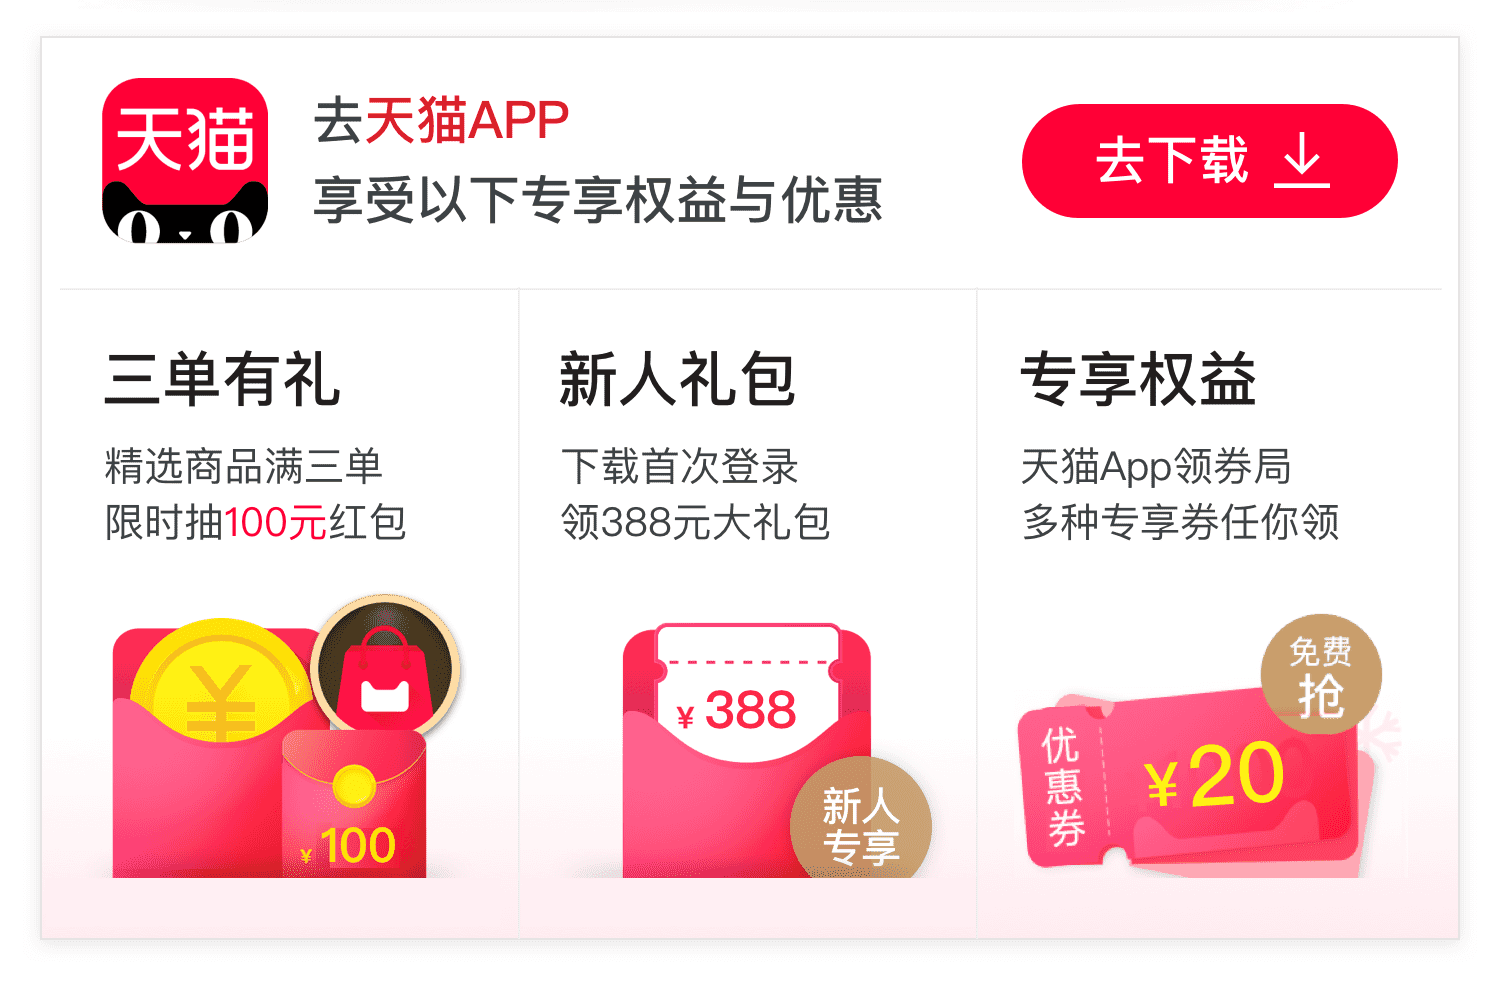 天猫
去天猫APP
享受以下专享权益与优惠
去下载
三单有礼
精选商品满三单
限时抽100元红包
¥
¥100
新人礼包
下载首次登录
领388元大礼包
¥388
新人
专享
专享权益
天猫App领券局
多种专享券任你领
免费
抢
优惠券
¥20